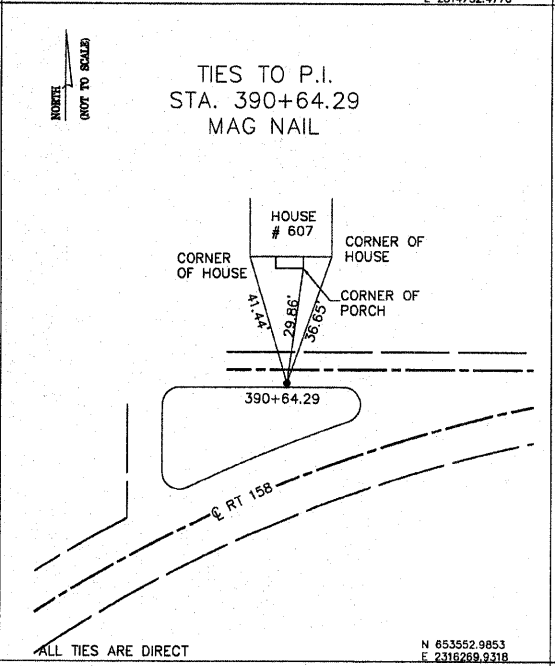 NORTH
(NOT TO SCALE)
TIES TO P.I.
STA. 390+64.29
MAG NAIL
HOUSE
# 607
CORNER
OF HOUSE
CORNER OF
HOUSE
CORNER OF
PORCH
41.44'
29.86'
36.65'
390+64.29
℄ RT 158
ALL TIES ARE DIRECT
N 653552.9853
E 2316269.9318